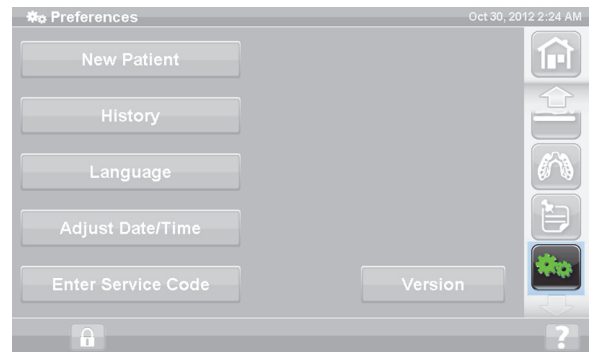 Preferences
Oct 30, 2012 2:24 AM
New Patient
History
Language
Adjust Date/Time
Enter Service Code
Version
?